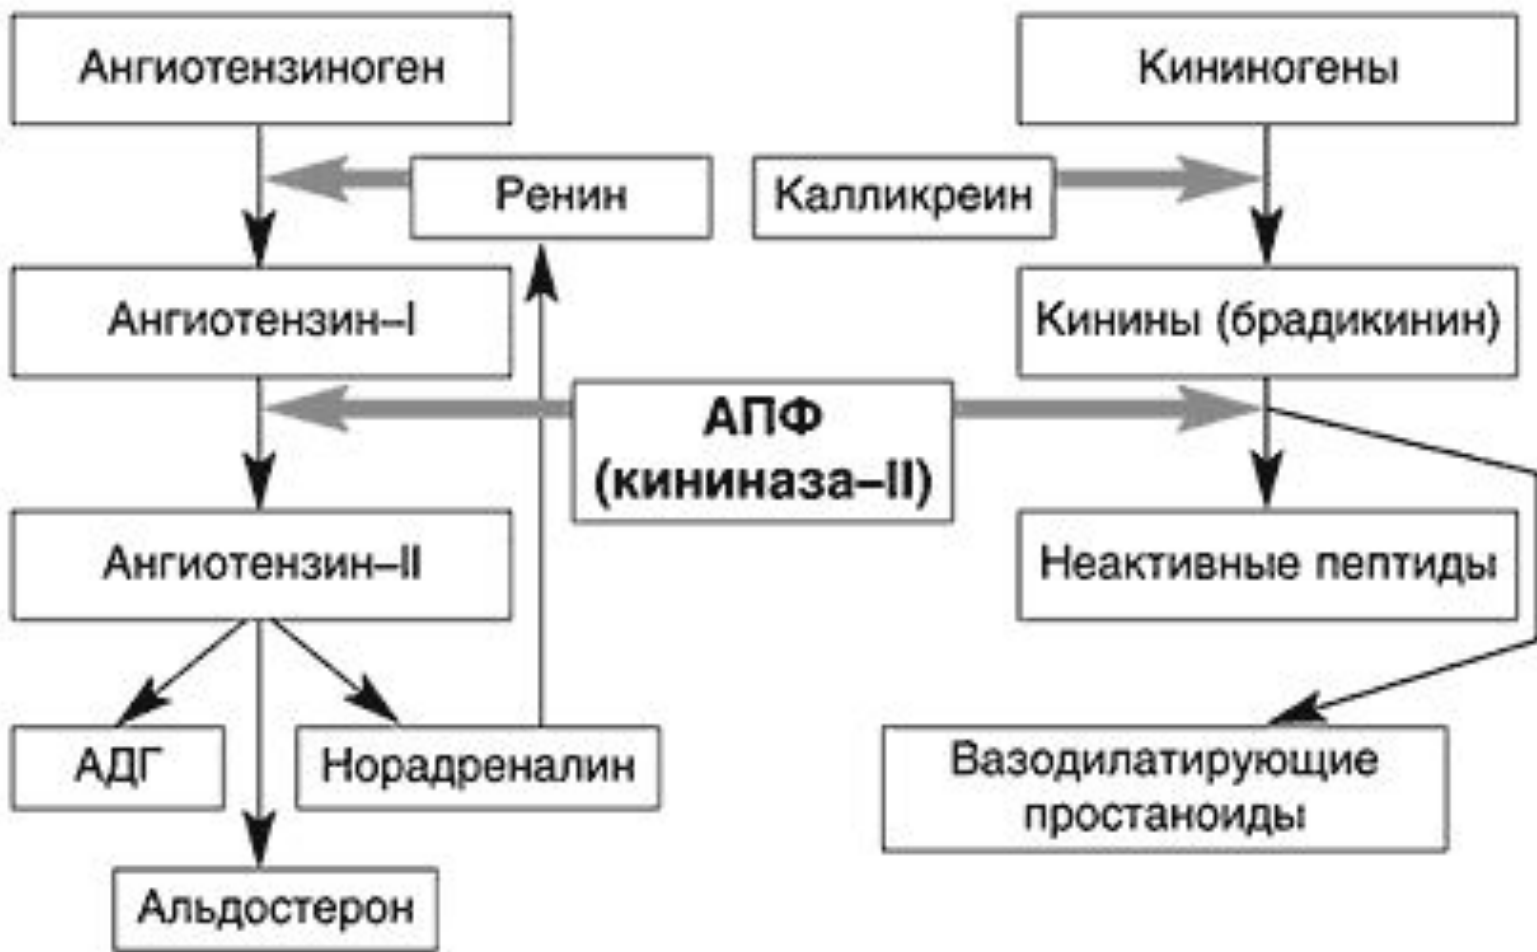 Ангиотензиноген
Кининогены
Ренин
Калликреин
Ангиотензин–I
Кинины (брадикинин)
АПФ
(кининаза–II)
Ангиотензин–II
Неактивные пептиды
АДГ
Норадреналин
Вазодилатирующие
простаноиды
Альдостерон